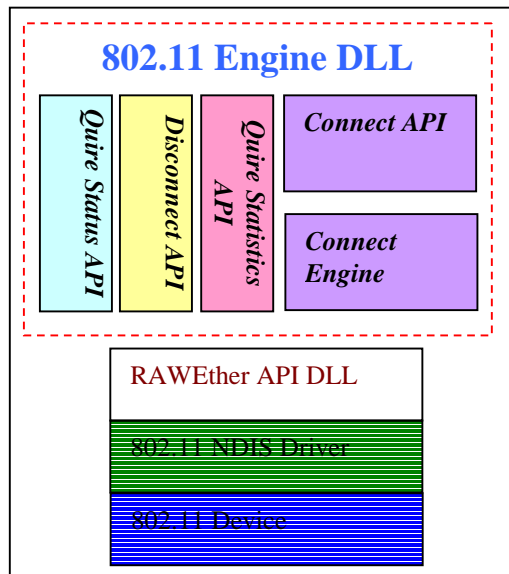 802.11 Engine DLL
Quire Status API
Disconnect API
Quire Statistics
API
Connect API
Connect
Engine
RAWEther API DLL
802.11 NDIS Driver
802.11 Device